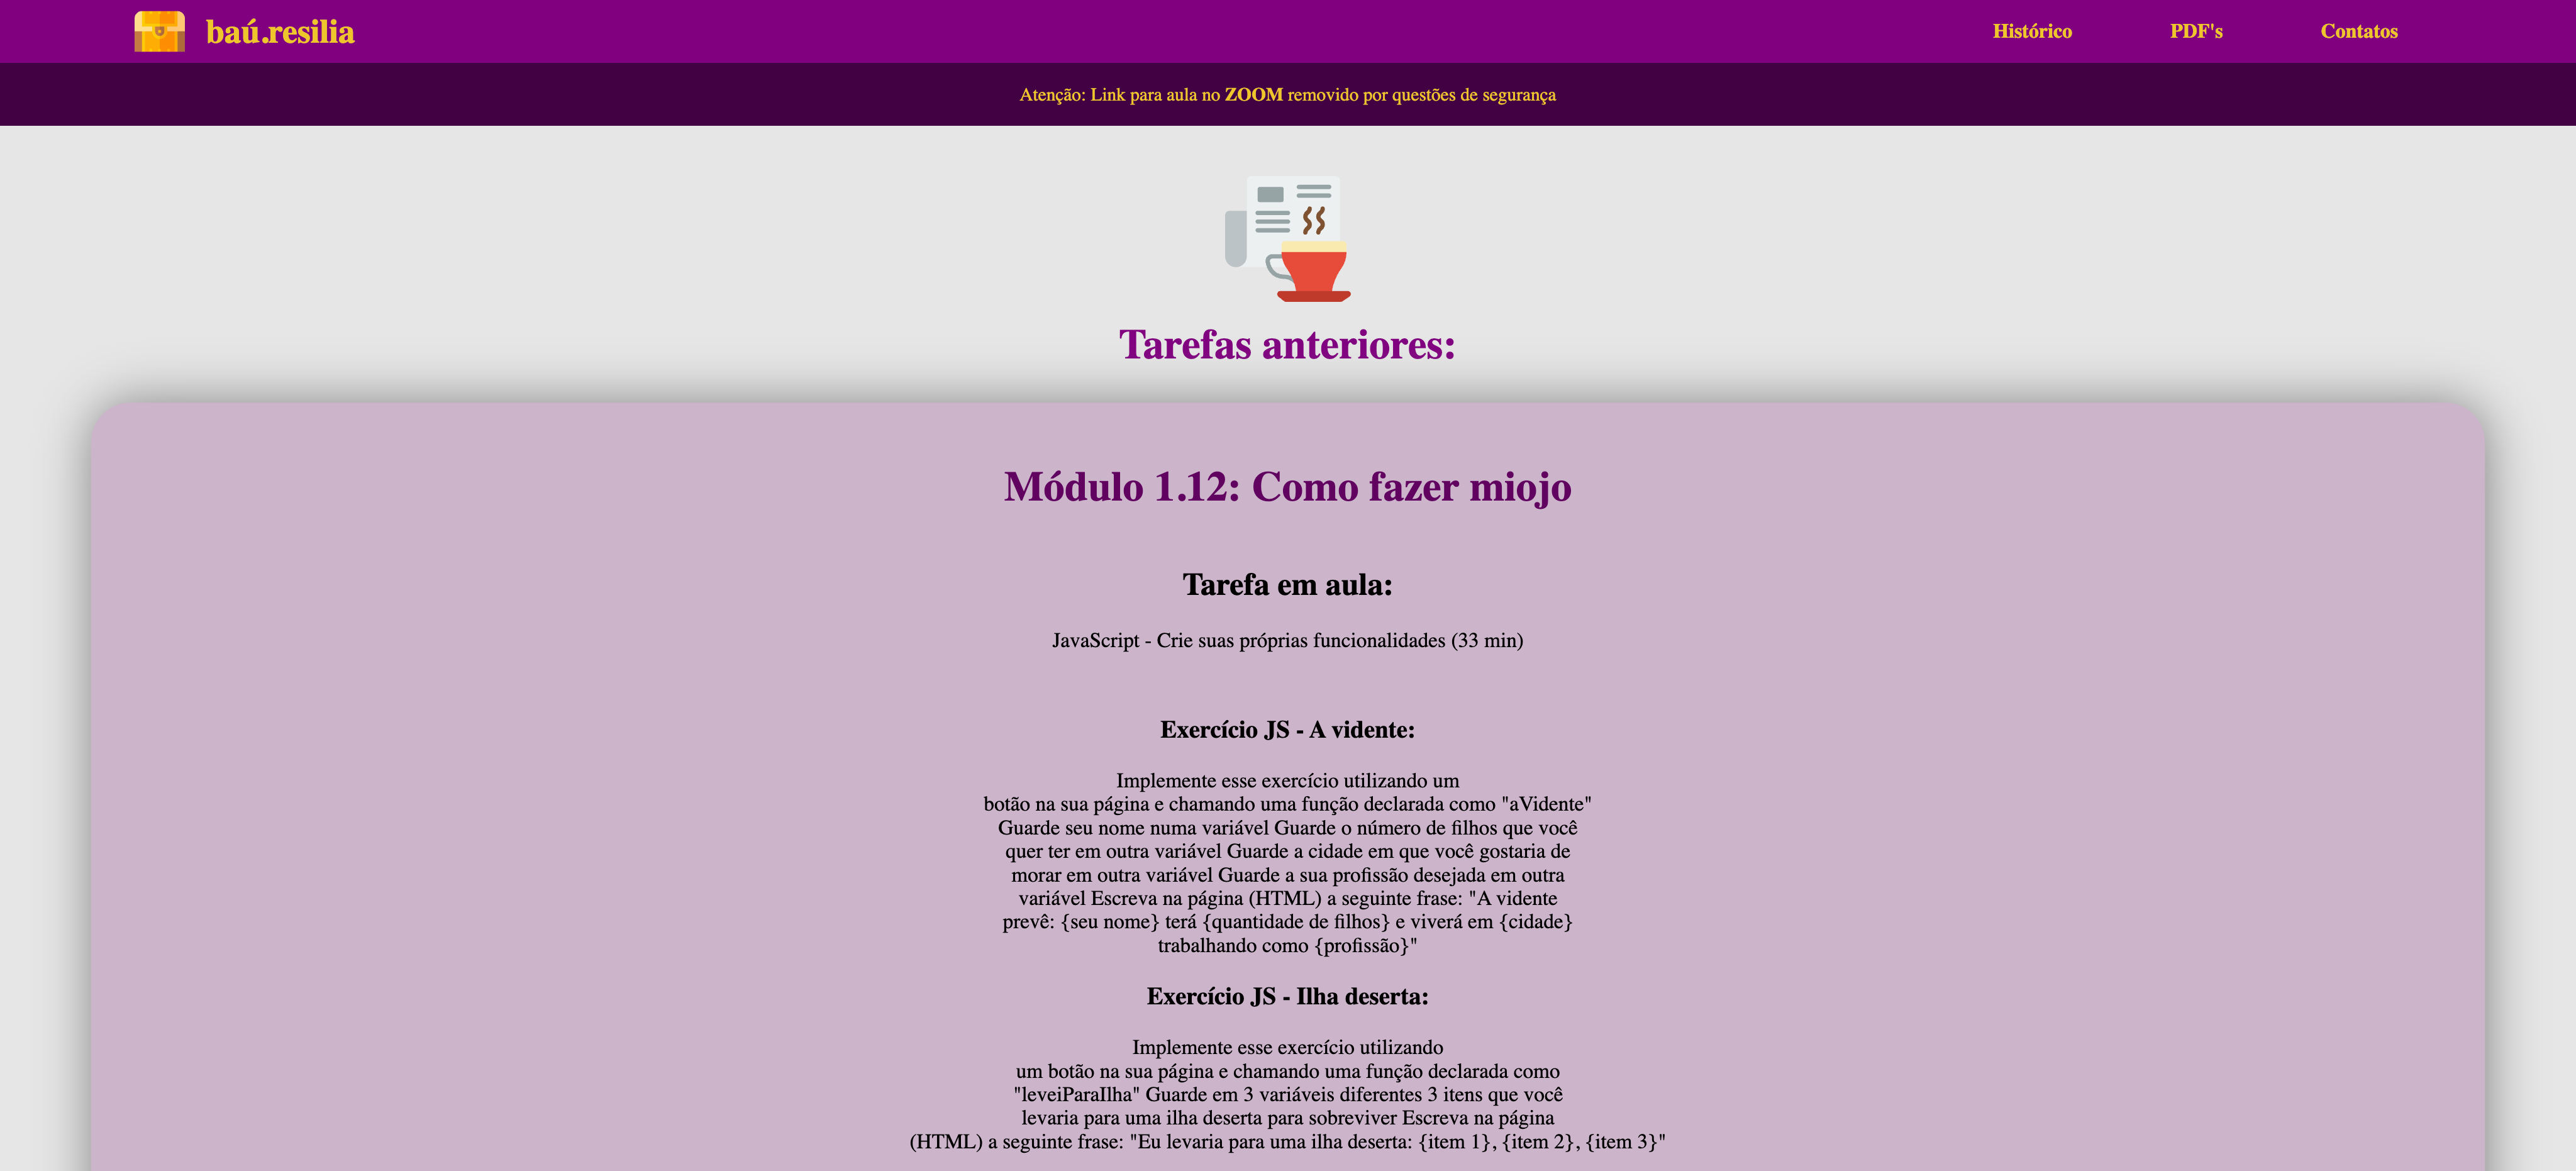 baú.resilia
Histórico
PDF's
Contatos
Atenção: Link para aula no ZOOM removido por questões de segurança
Tarefas anteriores:
Módulo 1.12: Como fazer miojo
Tarefa em aula:
JavaScript - Crie suas próprias funcionalidades (33 min)
Exercício JS - A vidente:
Implemente esse exercício utilizando um
botão na sua página e chamando uma função declarada como "aVidente"
Guarde seu nome numa variável Guarde o número de filhos que você
quer ter em outra variável Guarde a cidade em que você gostaria de
morar em outra variável Guarde a sua profissão desejada em outra
variável Escreva na página (HTML) a seguinte frase: "A vidente
prevê: {seu nome} terá {quantidade de filhos} e viverá em {cidade}
trabalhando como {profissão}"
Exercício JS - Ilha deserta:
Implemente esse exercício utilizando
um botão na sua página e chamando uma função declarada como
"leveiParaIlha" Guarde em 3 variáveis diferentes 3 itens que você
levaria para uma ilha deserta para sobreviver Escreva na página
(HTML) a seguinte frase: "Eu levaria para uma ilha deserta: {item 1}, {item 2}, {item 3}"